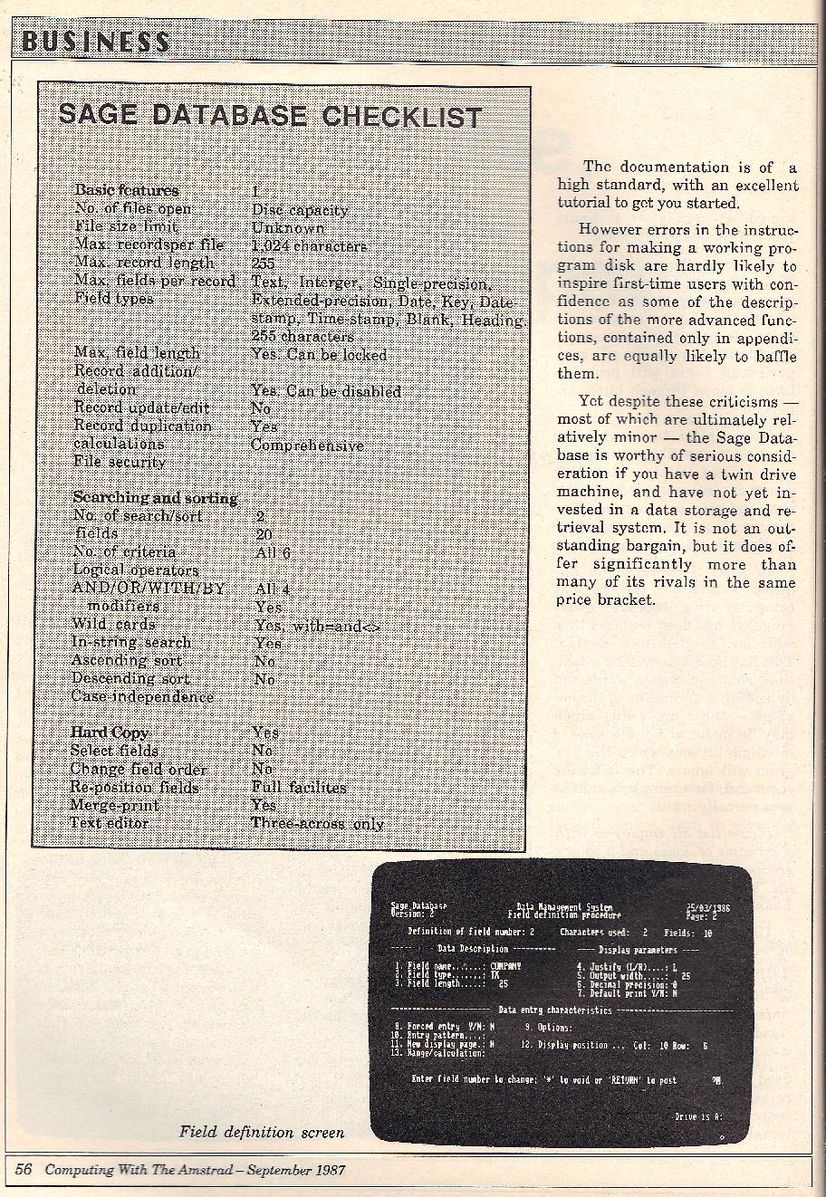 BUSINESS
SAGE DATABASE CHECKLIST
Basic features 1
No. of files open Disc capacity
File size limit Unknown
Max. recordsper file 1,024 characters
Max. record length 255
Max. fields per record Text, Interger, Single-precision,
Field types Extended-precision, Date, Key, Date-
stamp, Time-stamp, Blank, Heading.
255 characters
Max. field length Yes. Can be locked
Record addition/
deletion Yes. Can be disabled
Record update/edit No
Record duplication Yes
calculations Comprehensive
File security
Searching and sorting
No. of search/sort 2
fields 20
No. of criteria All 6
Logical operators
AND/OR/WITH/BY All 4
modifiers Yes
Wild cards Yes, with=and<>
In-string search Yes
Ascending sort No
Descending sort No
Case-independence
Hard Copy Yes
Select fields No
Change field order No
Re-position fields Full facilites
Merge-print Yes
Text editor Three-across only
The documentation is of a
high standard, with an excellent
tutorial to get you started.
However errors in the instruc-
tions for making a working pro-
gram disk are hardly likely to
inspire first-time users with con-
fidence as some of the descrip-
tions of the more advanced func-
tions, contained only in appendi-
ces, are equally likely to baffle
them.
Yet despite these criticisms —
most of which are ultimately rel-
atively minor — the Sage Data-
base is worthy of serious consid-
eration if you have a twin drive
machine, and have not yet in-
vested in a data storage and re-
trieval system. It is not an out-
standing bargain, but it does of-
fer significantly more than
many of its rivals in the same
price bracket.
Sage Database Data Management System 25/03/1986
Version: 2 Field definition procedure Page: 2
Definition of field number: 2 Characters used: 2 Fields: 10
Data Description Display parameters
1. Field name.......: COMPANY 4. Justify (L/R)....: L
2. Field type.......: TX 5. Output width.....: 25
3. Field length.....: 25 6. Decimal precision: 0
7. Default print Y/N: N
Data entry characteristics
8. Forced entry Y/N: N 9. Options:
10. Entry pattern....:
11. New display page.: N 12. Display position ... Col: 10 Row: 6
13. Range/calculation:
Enter field number to change: '*' to void or 'RETURN' to post
Drive is A:
Field definition screen
56 Computing With The Amstrad – September 1987